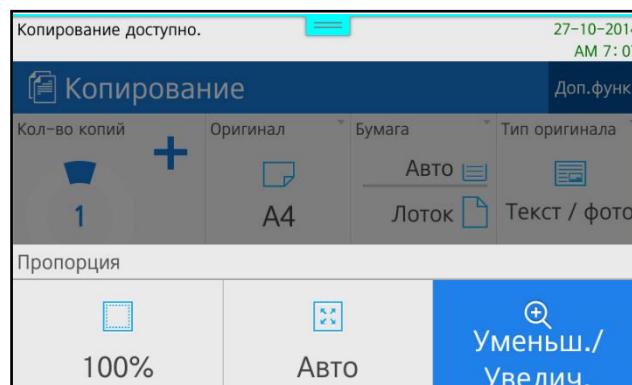 Копирование доступно.
27-10-2014
AM 7: 0
Копирование
Доп.функ
Кол-во копий
Оригинал
Бумага
Тип оригинала
1
A4
Авто
Лоток
Текст / фото
Пропорция
100%
Авто
Уменьш./
Увелич.